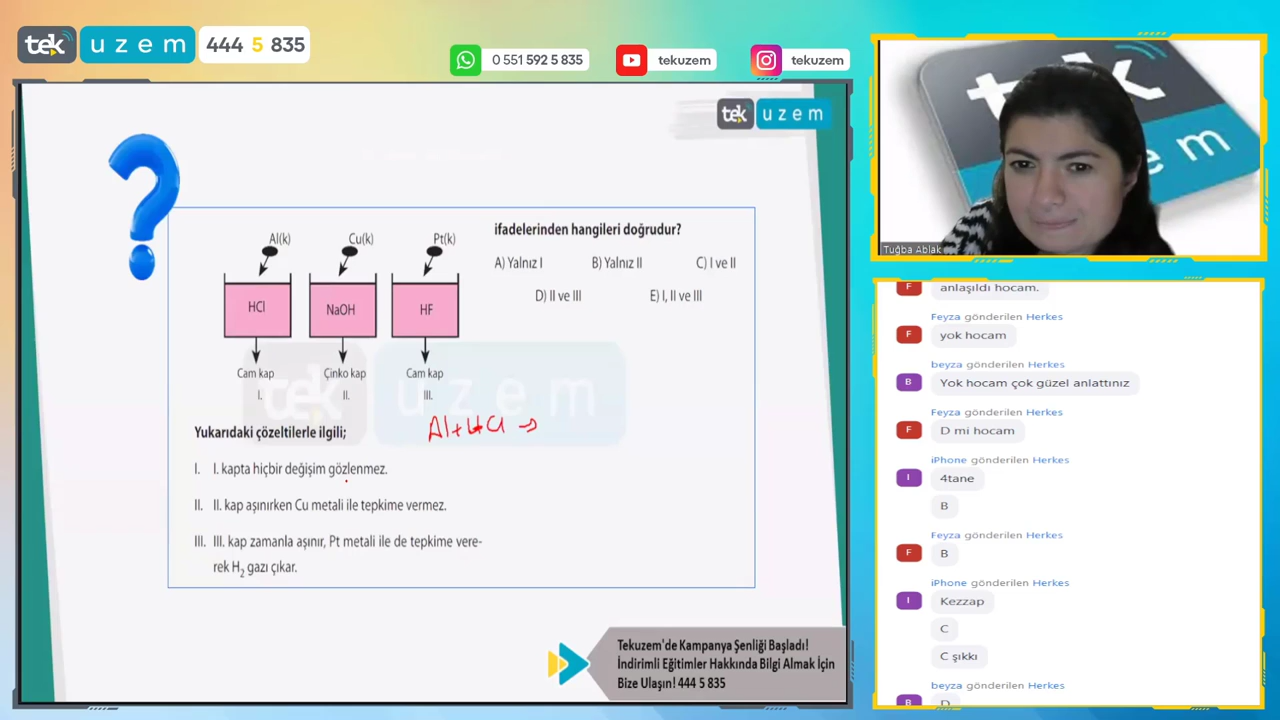 tek uzem 444 5 835
0 551 592 5 835
tekuzem
tekuzem
tek uzem
Al(k) Cu(k) Pt(k)
HCl NaOH HF
Cam kap Çinko kap Cam kap
I. II. III.
Yukarıdaki çözeltilerle ilgili;
I. I. kapta hiçbir değişim gözlenmez.
II. II. kap aşınırken Cu metali ile tepkime vermez.
III. III. kap zamanla aşınır, Pt metali ile de tepkime vere-
rek H2 gazı çıkar.
ifadelerinden hangileri doğrudur?
A) Yalnız I B) Yalnız II C) I ve II
D) II ve III E) I, II ve III
Al + HCl →
tek uzem
Tekuzem'de Kampanya Şenliği Başladı!
İndirimli Eğitimler Hakkında Bilgi Almak İçin
Bize Ulaşın! 444 5 835
tek
em
Tuğba Ablak
F anlaşıldı hocam.
Feyza gönderilen Herkes
F yok hocam
beyza gönderilen Herkes
B Yok hocam çok güzel anlattınız
Feyza gönderilen Herkes
F D mi hocam
iPhone gönderilen Herkes
I 4tane
B
Feyza gönderilen Herkes
F B
iPhone gönderilen Herkes
I Kezzap
C
C şıkkı
beyza gönderilen Herkes
B D